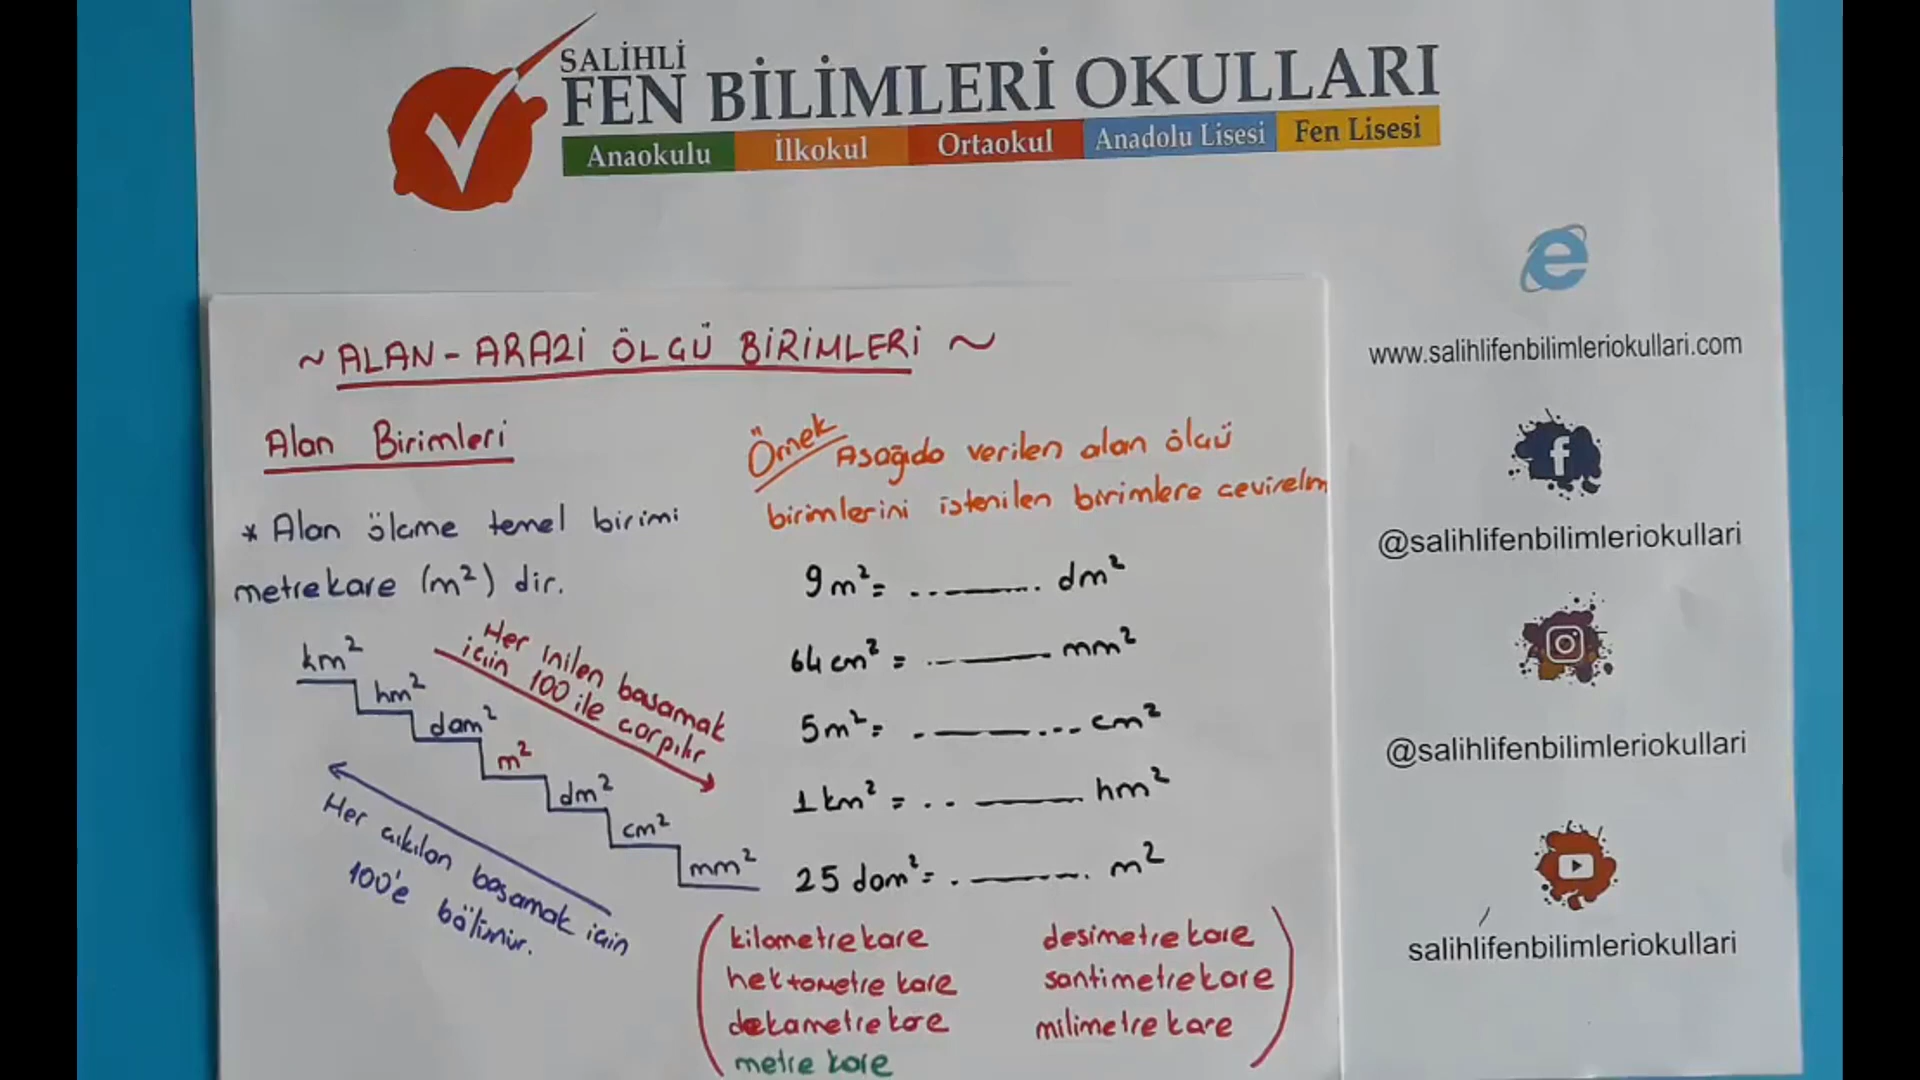 SALİHLİ
FEN BİLİMLERİ OKULLARI
Anaokulu İlkokul Ortaokul Anadolu Lisesi Fen Lisesi
~ ALAN - ARAZİ ÖLÇÜ BİRİMLERİ ~
Alan Birimleri
* Alan ölçme temel birimi
metrekare (m²) dir.
km²
hm²
dam²
m²
dm²
cm²
mm²
Her inilen basamak
için 100 ile çarpılır
Her çıkılan basamak için
100'e bölünür.
Örnek Aşağıda verilen alan ölçü
birimlerini istenilen birimlere çevirelm
9 m² = .......... dm²
64 cm² = .......... mm²
5 m² = .......... cm²
1 km² = .......... hm²
25 dam² = .......... m²
kilometre kare
hektometre kare
dekametre kare
metre kare
desimetre kare
santimetre kare
milimetre kare
www.salihlifenbilimleriokullari.com
@salihlifenbilimleriokullari
@salihlifenbilimleriokullari
salihlifenbilimleriokullari